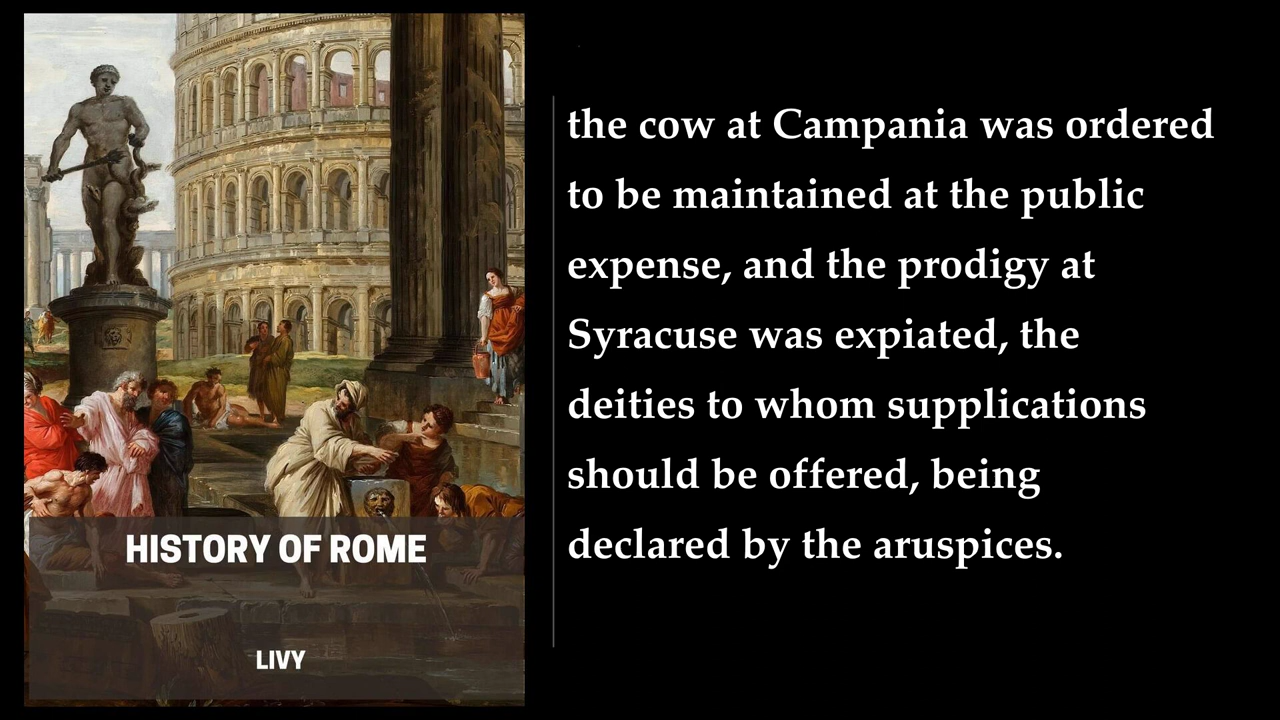 HISTORY OF ROME
LIVY
the cow at Campania was ordered
to be maintained at the public
expense, and the prodigy at
Syracuse was expiated, the
deities to whom supplications
should be offered, being
declared by the aruspices.